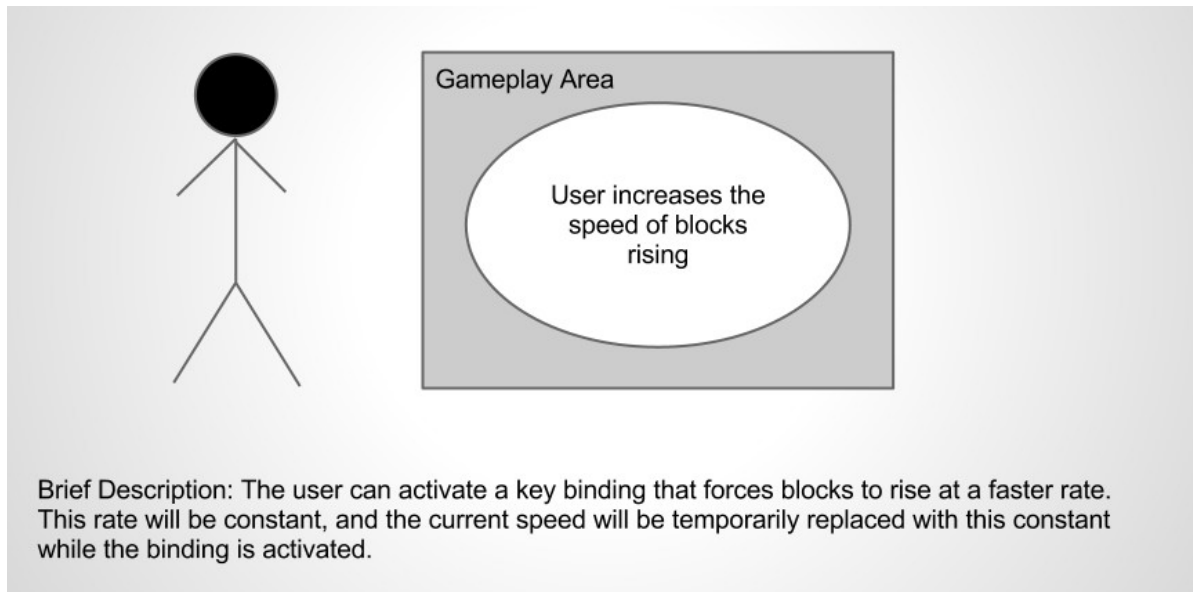 Gameplay Area
User increases the
speed of blocks
rising
Brief Description: The user can activate a key binding that forces blocks to rise at a faster rate.
This rate will be constant, and the current speed will be temporarily replaced with this constant
while the binding is activated.